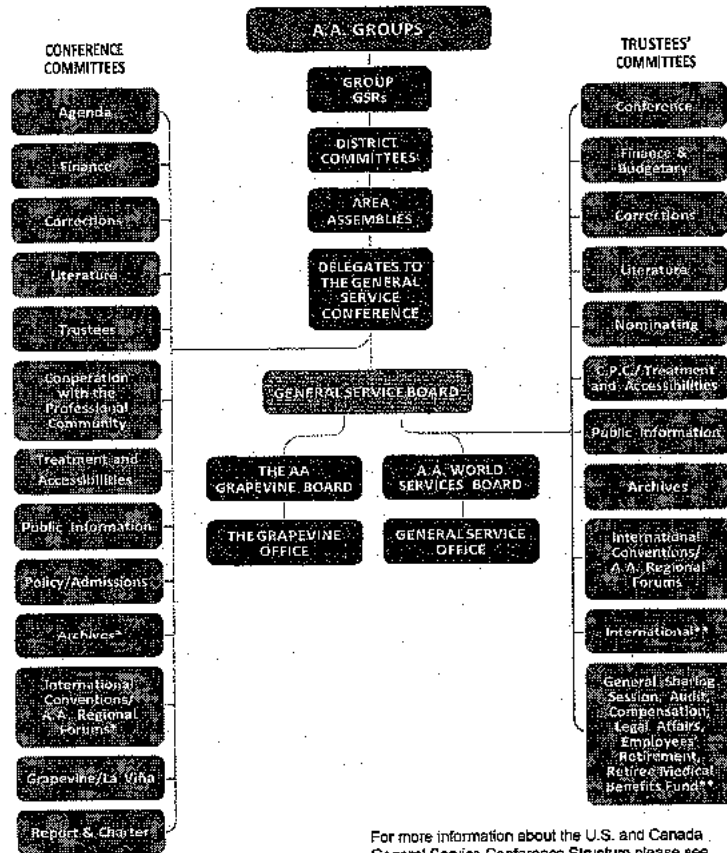 A.A. GROUPS
CONFERENCE
COMMITTEES
Agenda
Finance
Corrections
Literature
Trustees
Cooperation
with the
Professional
Community
Treatment and
Accessibilities
Public Information
Policy/Admissions
Archives*
International
Conventions/
A.A. Regional
Forums*
Grapevine/La Viña
Report & Charter
GROUP
GSRs
DISTRICT
COMMITTEES
AREA
ASSEMBLIES
DELEGATES TO
THE GENERAL
SERVICE
CONFERENCE
GENERAL SERVICE BOARD
THE AA
GRAPEVINE BOARD
A.A. WORLD
SERVICES BOARD
THE GRAPEVINE
OFFICE
GENERAL SERVICE
OFFICE
TRUSTEES'
COMMITTEES
Conference
Finance &
Budgetary
Corrections
Literature
Nominating
C.P.C./Treatment
and Accessibilities
Public Information
Archives
International
Conventions/
A.A. Regional
Forums
International**
General Sharing
Session, Audit,
Compensation,
Legal Affairs,
Employees'
Retirement,
Retiree Medical
Benefits Fund**
For more information about the U.S. and Canada
General Service Conference Structure please see